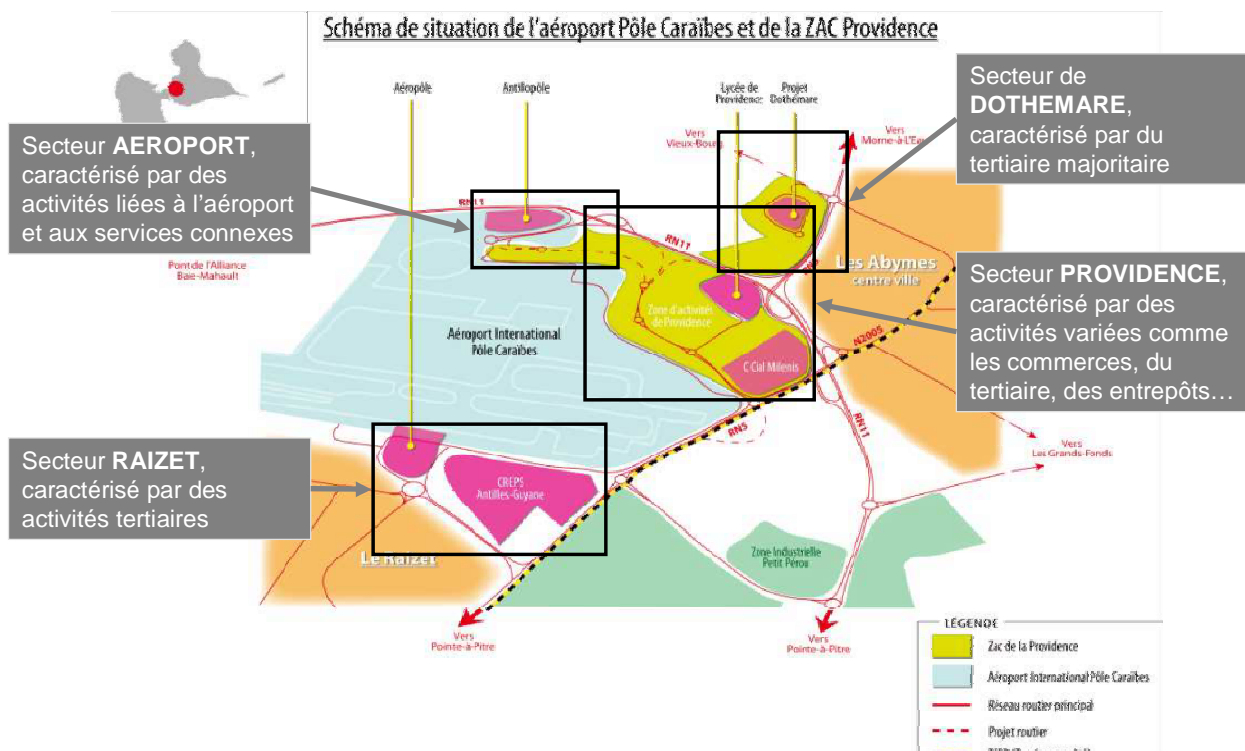 Schéma de situation de l'aéroport Pôle Caraïbes et de la ZAC Providence
Secteur AEROPORT,
caractérisé par des
activités liées à l'aéroport
et aux services connexes
Secteur de
DOTHEMARE,
caractérisé par du
tertiaire majoritaire
Secteur PROVIDENCE,
caractérisé par des
activités variées comme
les commerces, du
tertiaire, des entrepôts…
Secteur RAIZET,
caractérisé par des
activités tertiaires
Aéropôle
Antillopôle
Lycée de
Providence
Projet
Dothémare
Vers
Vieux-Bourg
Vers
Morne-à-L'Eau
RN11
RN11
Pont de l'Alliance
Baie-Mahault
Les Abymes
centre ville
Zone d'activités
de Providence
Aéroport International
Pôle Caraïbes
C Cial Milenis
N2005
RN5
RN11
Vers
Les Grands-Fonds
CREPS
Antilles-Guyane
Le Raizet
Zone Industrielle
Petit Pérou
Vers
Pointe-à-Pitre
Vers
Pointe-à-Pitre
LÉGENDE
Zac de la Providence
Aéroport International Pôle Caraïbes
Réseau routier principal
Projet routier